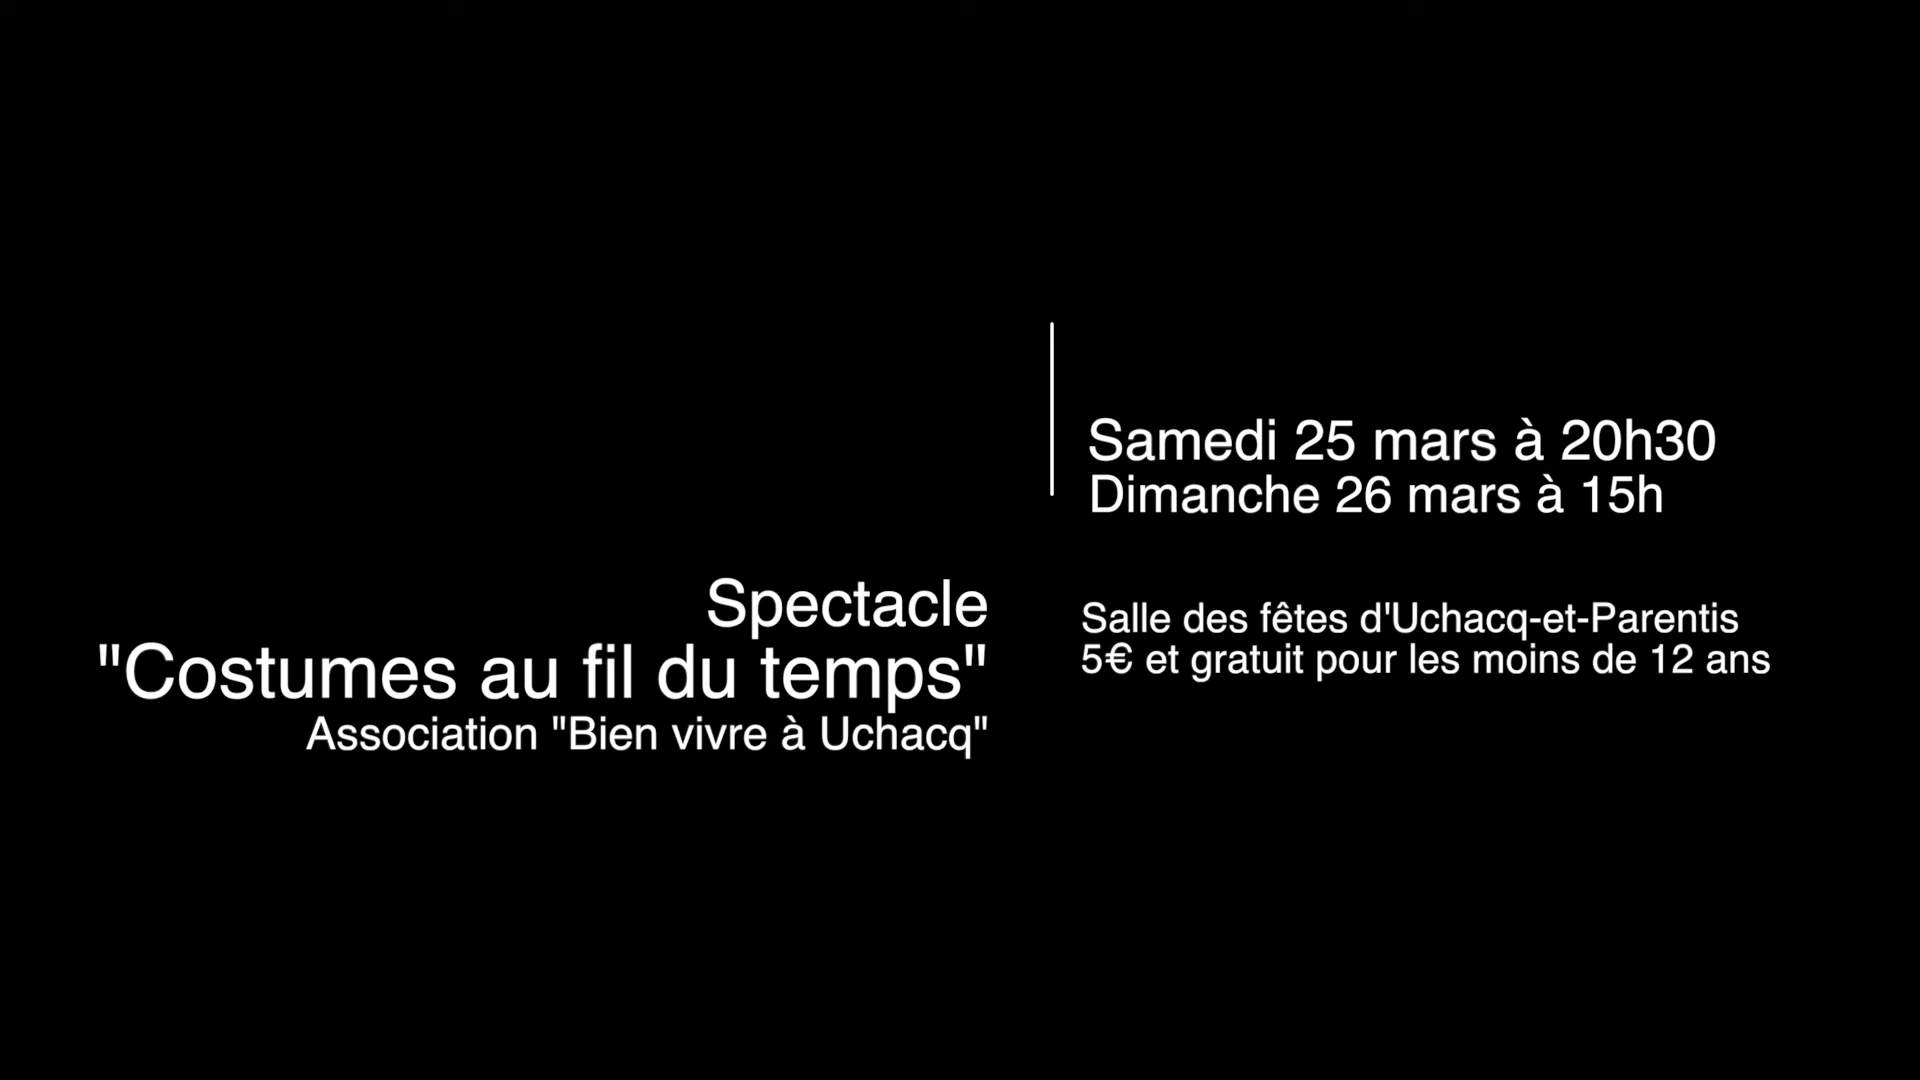 Spectacle
"Costumes au fil du temps"
Association "Bien vivre à Uchacq"
Samedi 25 mars à 20h30
Dimanche 26 mars à 15h
Salle des fêtes d'Uchacq-et-Parentis
5€ et gratuit pour les moins de 12 ans